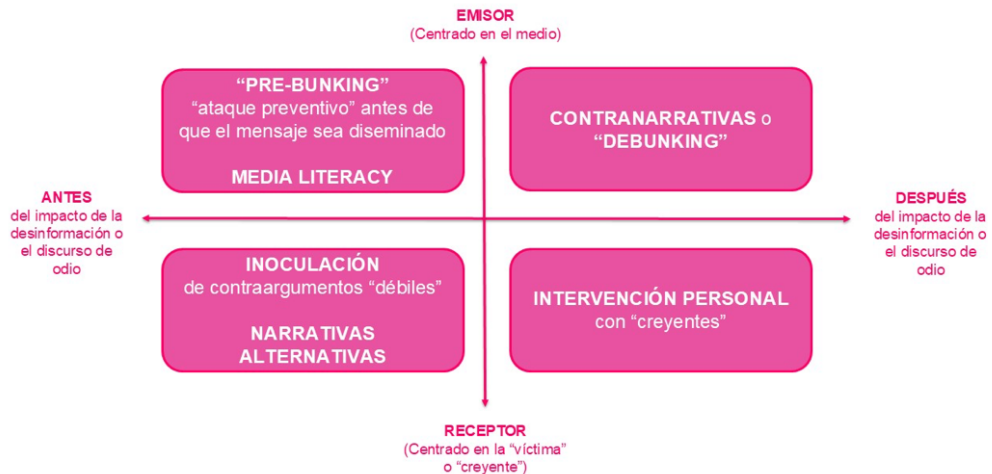 EMISOR
(Centrado en el medio)
“PRE-BUNKING”
“ataque preventivo” antes de
que el mensaje sea diseminado
MEDIA LITERACY
CONTRANARRATIVAS o
“DEBUNKING”
ANTES
del impacto de la
desinformación o
el discurso de
odio
DESPUÉS
del impacto de la
desinformación o
el discurso de
odio
INOCULACIÓN
de contraargumentos “débiles”
NARRATIVAS
ALTERNATIVAS
INTERVENCIÓN PERSONAL
con “creyentes”
RECEPTOR
(Centrado en la “víctima”
o “creyente”)